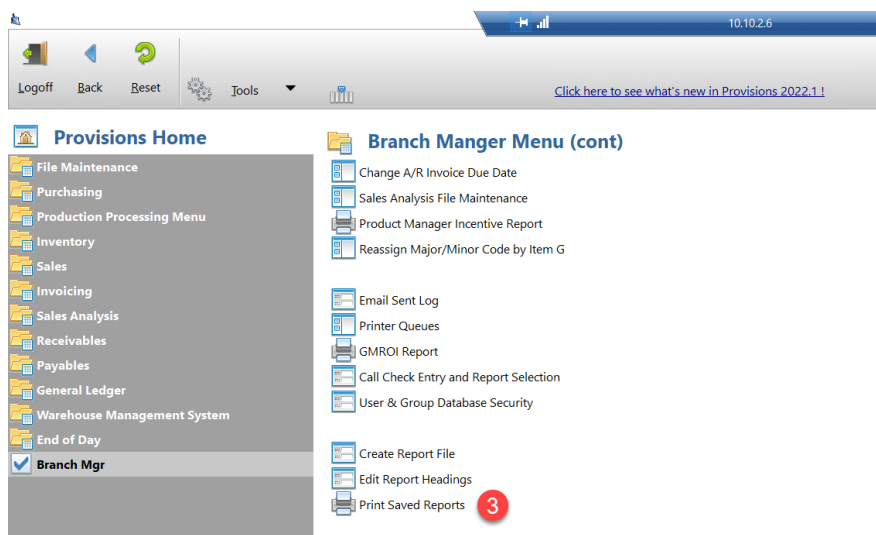 10.10.2.6
Logoff Back Reset Tools
Click here to see what's new in Provisions 2022.1 !
Provisions Home
File Maintenance
Purchasing
Production Processing Menu
Inventory
Sales
Invoicing
Sales Analysis
Receivables
Payables
General Ledger
Warehouse Management System
End of Day
Branch Mgr
Branch Manger Menu (cont)
Change A/R Invoice Due Date
Sales Analysis File Maintenance
Product Manager Incentive Report
Reassign Major/Minor Code by Item G
Email Sent Log
Printer Queues
GMROI Report
Call Check Entry and Report Selection
User & Group Database Security
Create Report File
Edit Report Headings
Print Saved Reports 3